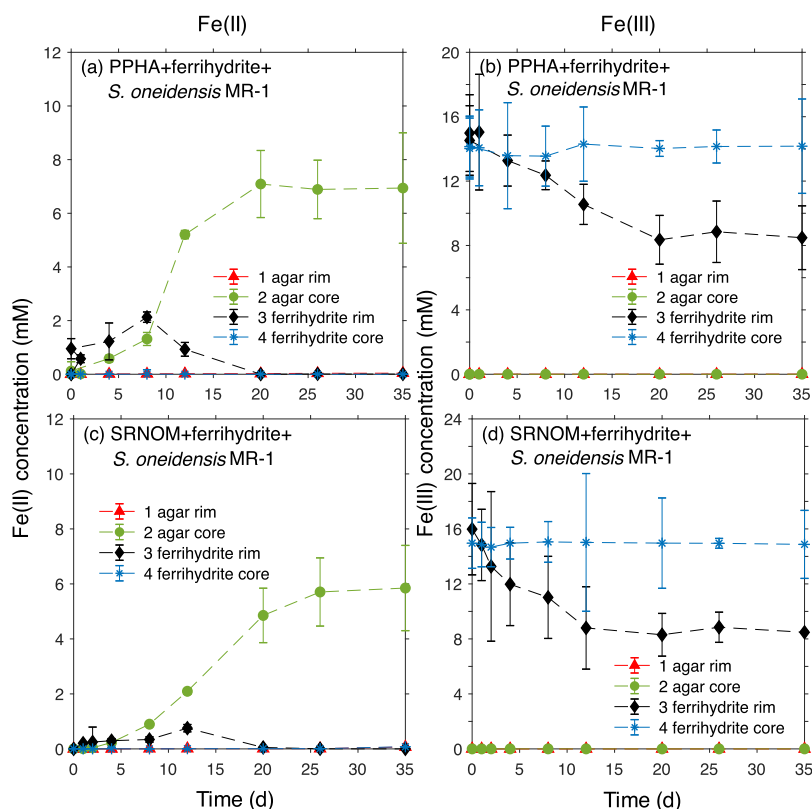 Fe(II)
Fe(III)
Fe(II) concentration (mM)
12
10
8
6
4
2
0
(a) PPHA+ferrihydrite+
S. oneidensis MR-1
1 agar rim
2 agar core
3 ferrihydrite rim
4 ferrihydrite core
0 5 10 15 20 25 30 35
Fe(III) concentration (mM)
20
16
12
8
4
0
(b) PPHA+ferrihydrite+
S. oneidensis MR-1
1 agar rim
2 agar core
3 ferrihydrite rim
4 ferrihydrite core
0 5 10 15 20 25 30 35
12
10
8
6
4
2
0
(c) SRNOM+ferrihydrite+
S. oneidensis MR-1
1 agar rim
2 agar core
3 ferrihydrite rim
4 ferrihydrite core
0 5 10 15 20 25 30 35
Time (d)
24
20
16
12
8
4
0
(d) SRNOM+ferrihydrite+
S. oneidensis MR-1
1 agar rim
2 agar core
3 ferrihydrite rim
4 ferrihydrite core
0 5 10 15 20 25 30 35
Time (d)